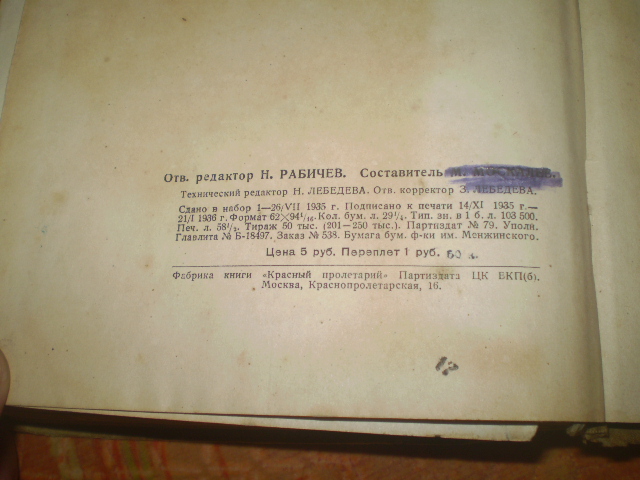 Отв. редактор Н. РАБИЧЕВ. Составитель М.
Технический редактор Н. ЛЕБЕДЕВА. Отв. корректор З. ЛЕБЕДЕВА.
Сдано в набор 1—26/VII 1935 г. Подписано к печати 14/XI 1935 г.—
21/I 1936 г. Формат 62×94¹/₁₆. Кол. бум. л. 29¹/₄. Тип. зн. в 1 б. л. 103 500.
Печ. л. 58¹/₂. Тираж 50 тыс. (201—250 тыс.). Партиздат № 79. Уполн.
Главлита № Б-18497. Заказ № 538. Бумага бум. ф-ки им. Менжинского.
Цена 5 руб. Переплет 1 руб. 50 к.
Фабрика книги «Красный пролетарий» Партиздата ЦК ВКП(б).
Москва, Краснопролетарская, 16.